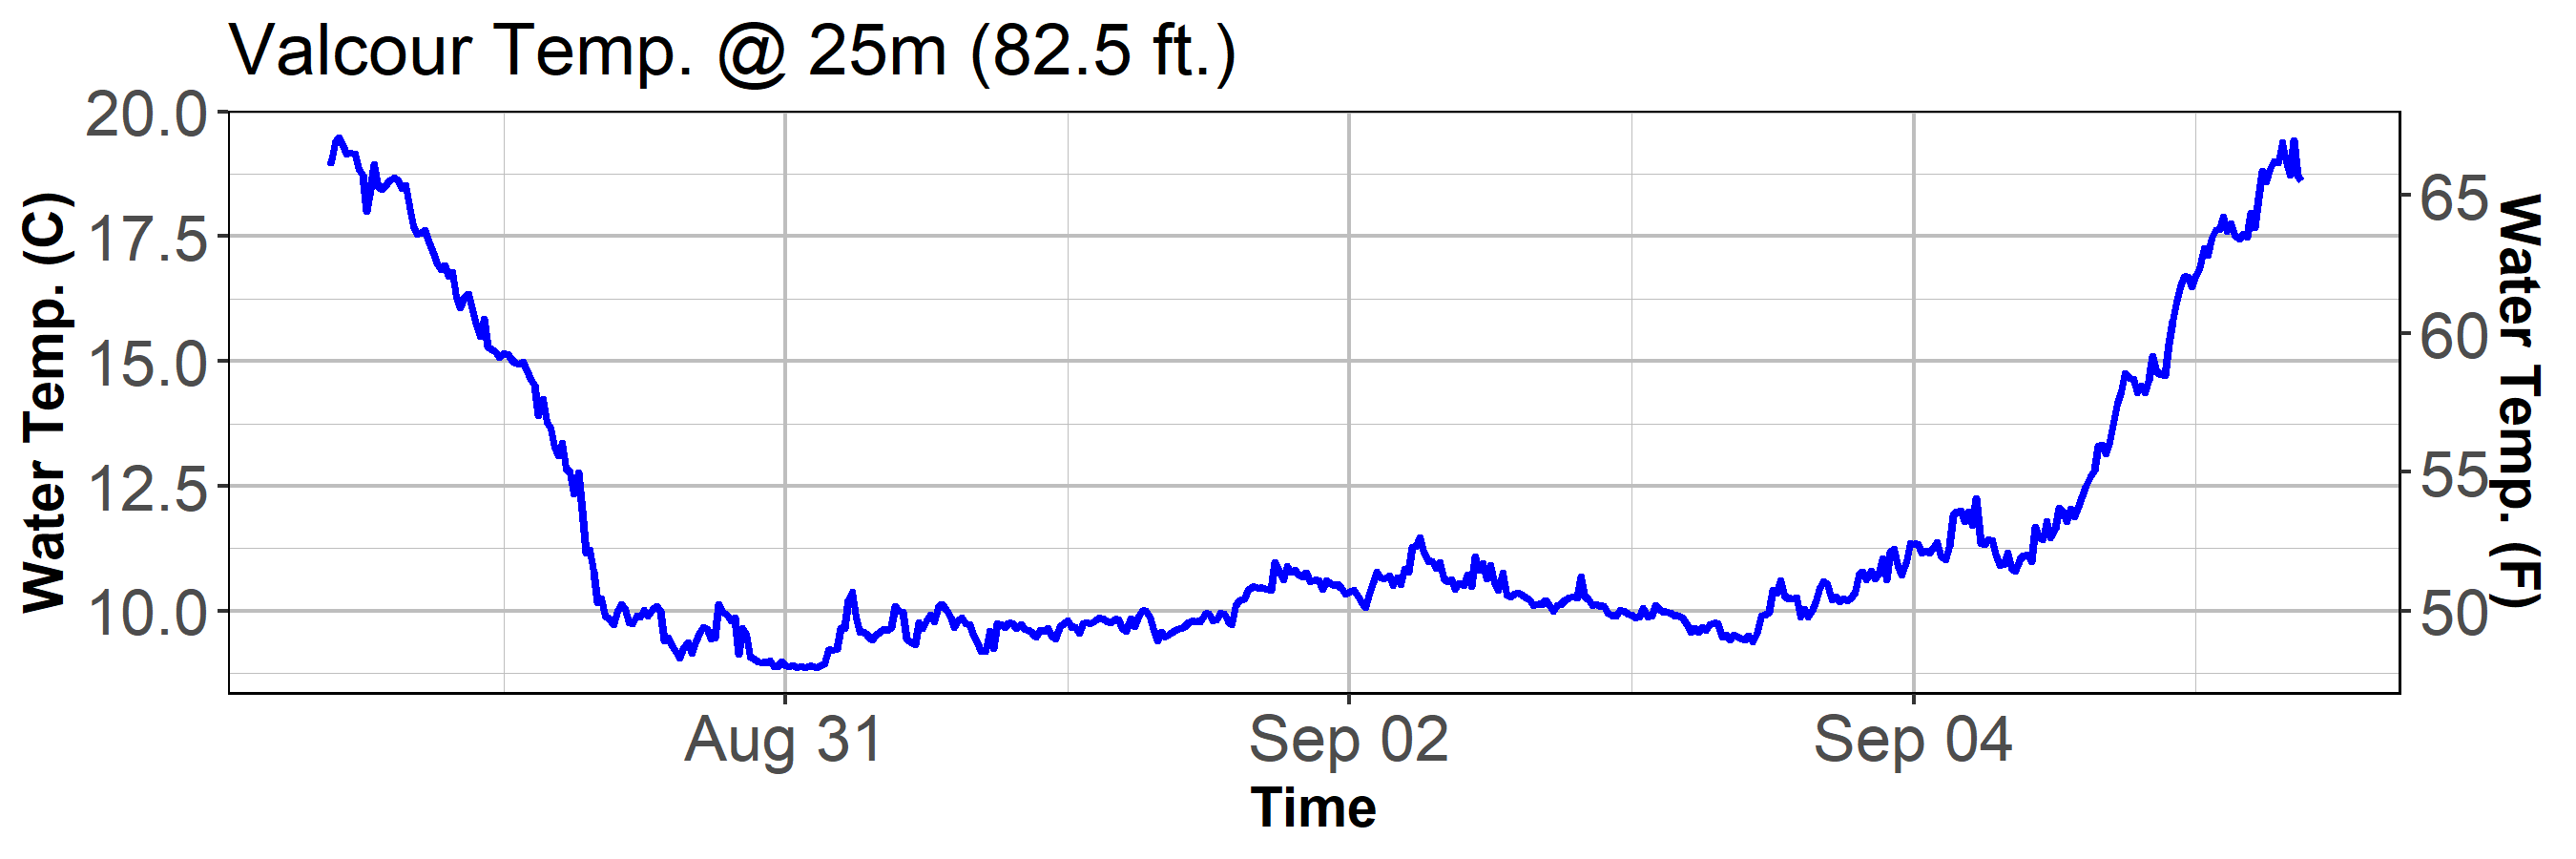 Valcour Temp. @ 25m (82.5 ft.)
Water Temp. (C)
20.0
17.5
15.0
12.5
10.0
65
60
55
50
Water Temp. (F)
Aug 31
Sep 02
Sep 04
Time